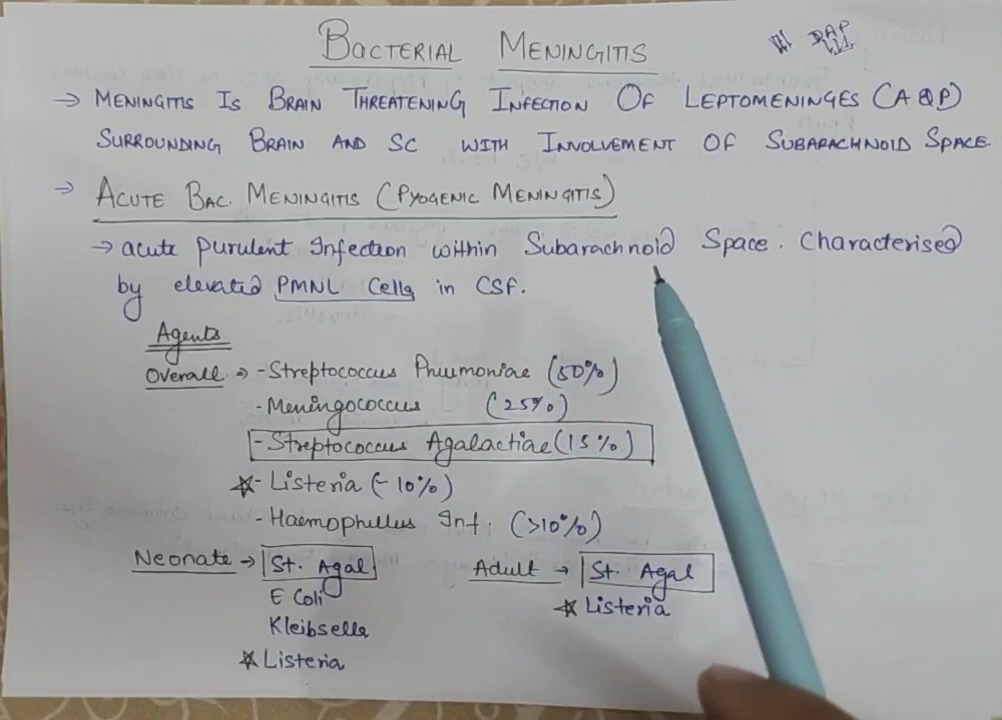 BACTERIAL MENINGITIS
→ MENINGITIS IS BRAIN THREATENING INFECTION OF LEPTOMENINGES (A & P)
SURROUNDING BRAIN AND SC WITH INVOLVEMENT OF SUBARACHNOID SPACE.
→ ACUTE BAC. MENINGITIS (PYOGENIC MENINGITIS)
→ acute purulent Infection within Subarachnoid Space. Characterised
by elevated PMNL Cells in CSF.
Agents
Overall → - Streptococcus Pnuemoniae (50%)
- Meningococcus (25%)
- Streptococcus Agalactiae (15%)
☆ - Listeria (~10%)
- Haemophillus Inf. (>10%)
Neonate → St. Agal
E Coli
Kleibsella
☆ Listeria
Adult → St. Agal
☆ Listeria